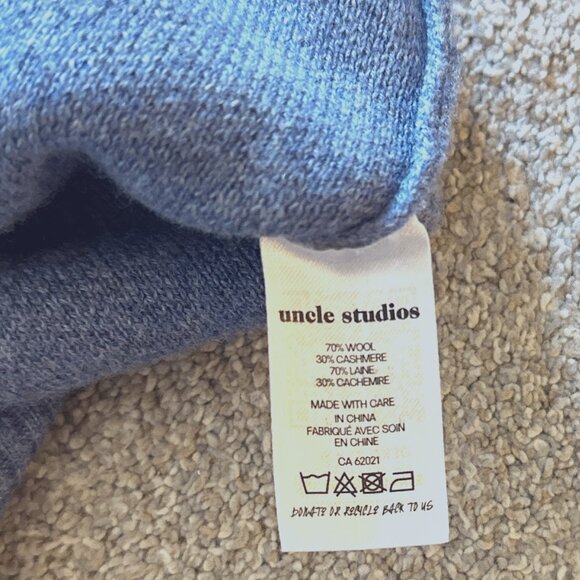 uncle studios
70% WOOL
30% CASHMERE
70% LAINE
30% CACHEMIRE
MADE WITH CARE
IN CHINA
FABRIQUÉ AVEC SOIN
EN CHINE
CA 62021
DONATE OR RECYCLE BACK TO US